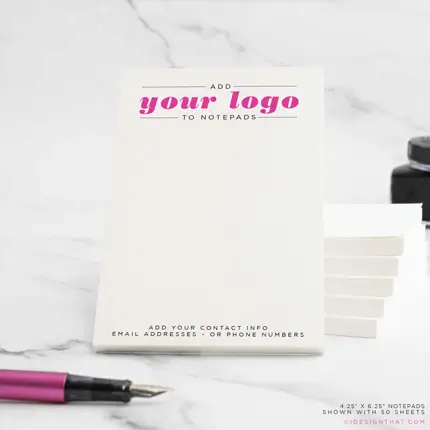 ADD
your logo
TO NOTEPADS
ADD YOUR CONTACT INFO
EMAIL ADDRESSES • OR PHONE NUMBERS
4.25" X 6.25" NOTEPADS
SHOWN WITH 50 SHEETS
©IDESIGNTHAT.COM